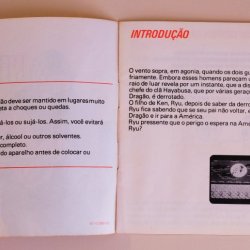 ão deve ser mantido em lugares muito
eta a choques ou quedas.
á-los ou sujá-los. Assim, você evitará
r, álcool ou outros solventes.
completo.
do aparelho antes de colocar ou
INTRODUÇÃO
O vento sopra, em agonia, quando os dois gu
friamente. Embora esses homens pareçam
raio de luar revela por um instante, que a dis
chefe do clã Hayabusa, que por várias geraç
Dragão, é derrotado.
O filho de Ken, Ryu, depois de saber da derro
Ryu fica sabendo que se seu pai não voltar, e
Dragão e ir para a América.
Ryu pressente que o perigo o espera na Amé
Ryu?